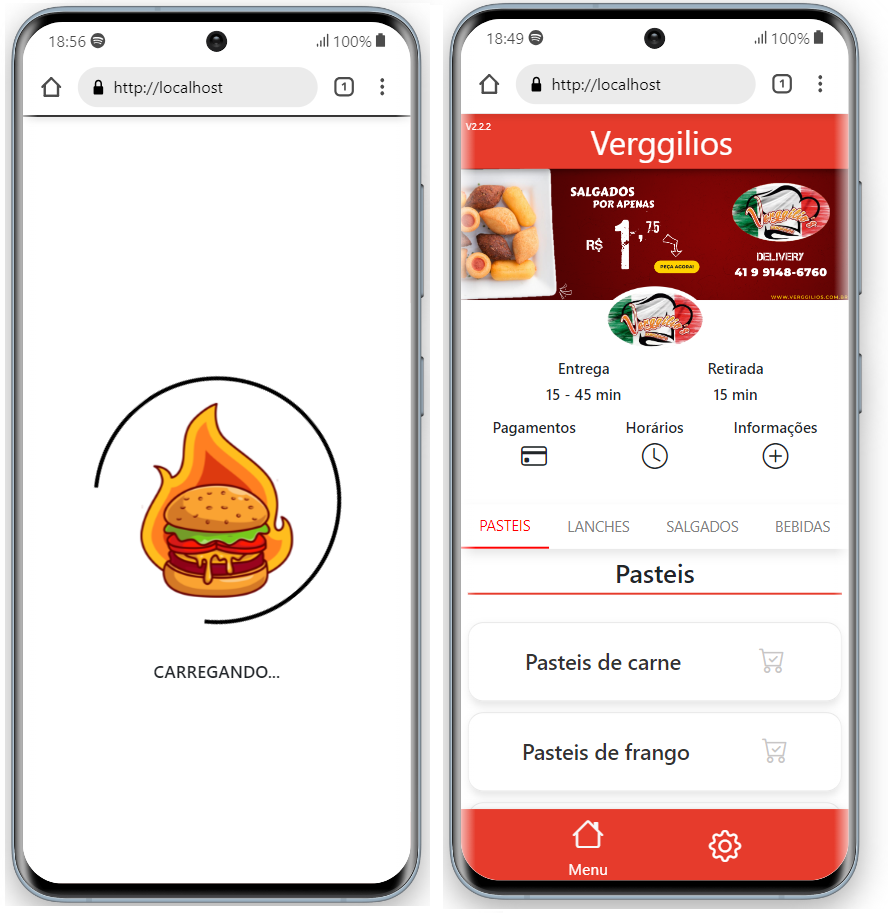 18:56
100%
http://localhost
1
CARREGANDO...
18:49
100%
http://localhost
1
V2.2.2
Verggilios
SALGADOS
POR APENAS
R$ 1,75
PEÇA AGORA!
Verggilio's
DELIVERY
41 9 9148-6760
WWW.VERGGILIOS.COM.BR
Verggilio's
Entrega
Retirada
15 - 45 min
15 min
Pagamentos
Horários
Informações
PASTEIS
LANCHES
SALGADOS
BEBIDAS
Pasteis
Pasteis de carne
Pasteis de frango
Menu